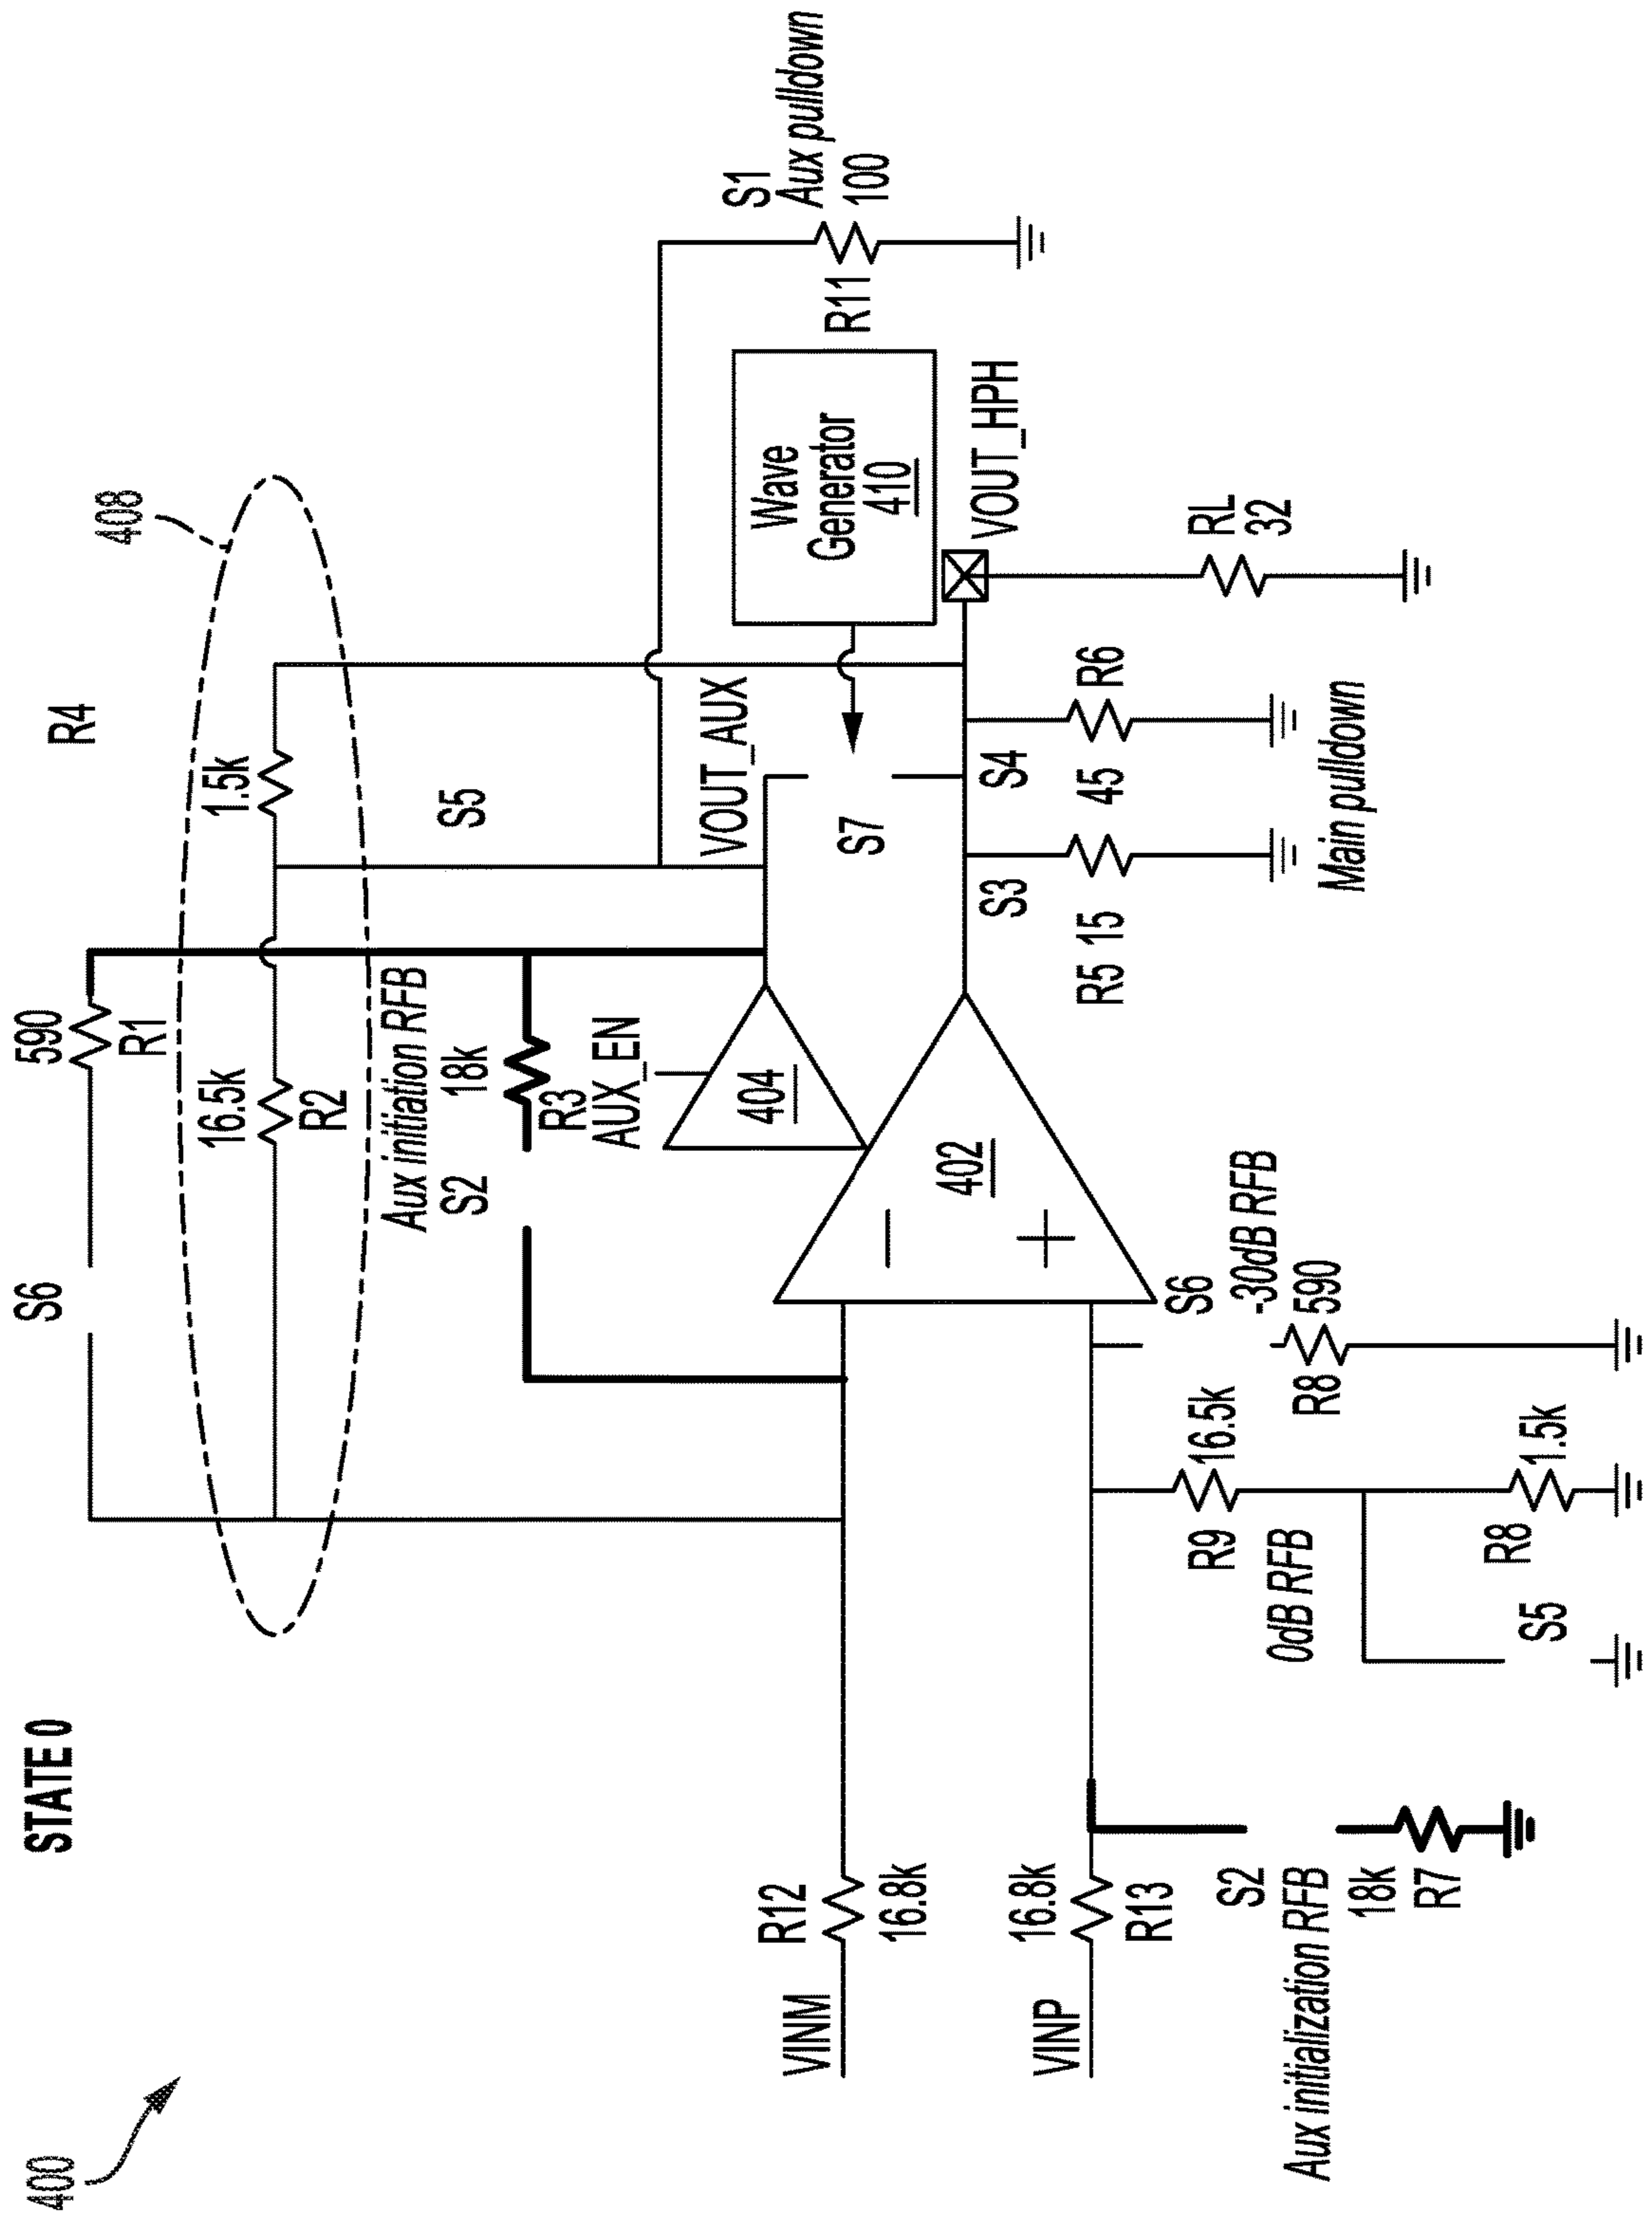 400
STATE 0
408
S6
590
R1
R4
16.5k
R2
1.5k
Aux initiation RFB
S2
18k
R3
S5
AUX_EN
404
VOUT_AUX
S1
Aux pulldown
100
R11
Wave
Generator
410
S7
VOUT_HPH
VINM
R12
16.8k
VINP
16.8k
R13
402
−
+
S3
S4
R5 15
45
R6
Main pulldown
RL
32
S6
-30dB RFB
R8
590
R9
16.5k
0dB RFB
S5
R8
1.5k
S2
Aux initialization RFB
18k
R7